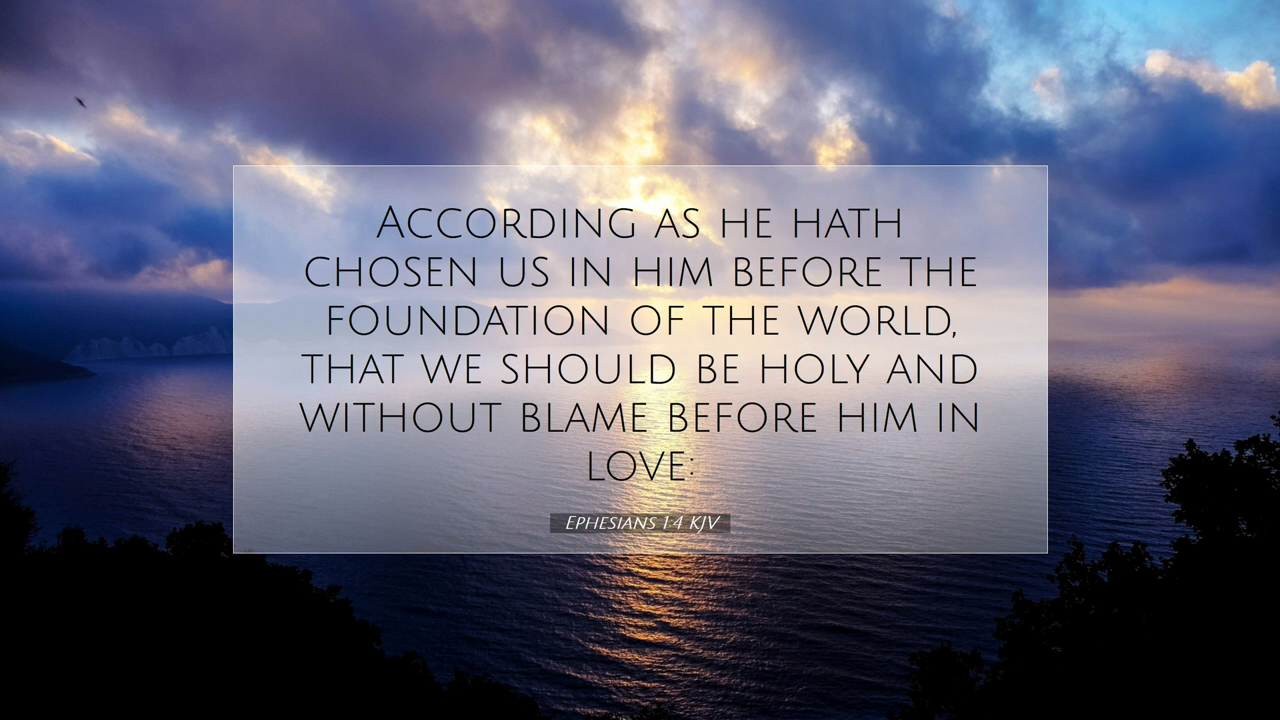 According as he hath
chosen us in him before the
foundation of the world,
that we should be holy and
without blame before him in
love:
Ephesians 1:4 KJV